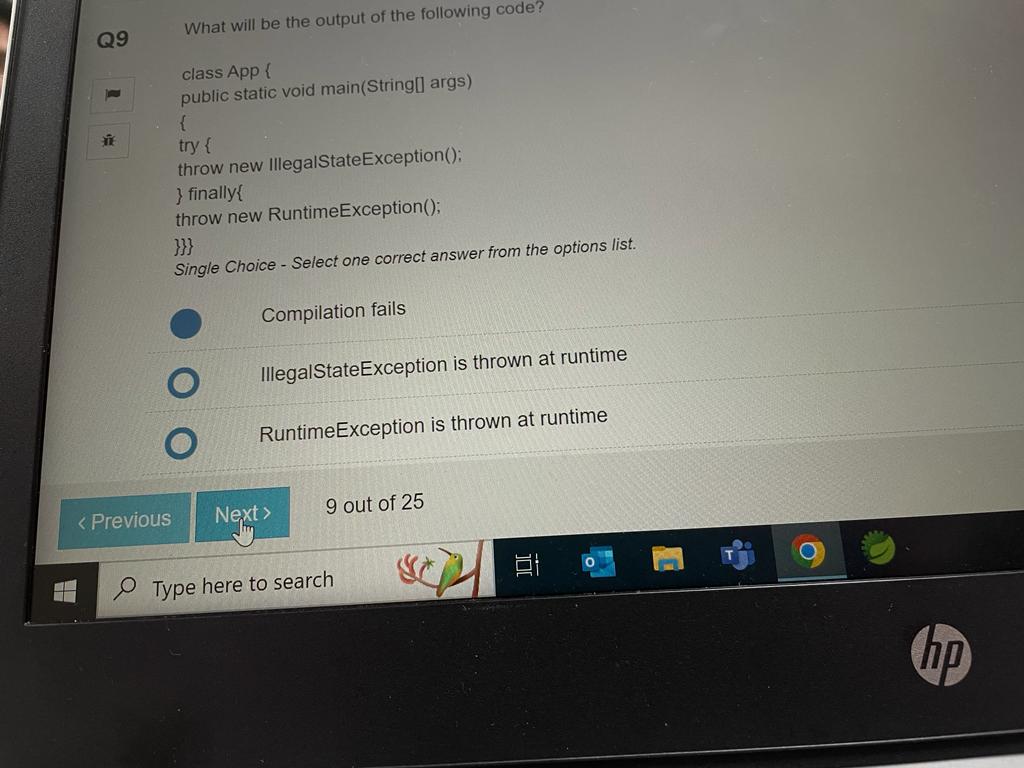 Q9
What will be the output of the following code?
class App {
public static void main(String[] args)
{
try {
throw new IllegalStateException();
} finally{
throw new RuntimeException();
}}}
Single Choice - Select one correct answer from the options list.
Compilation fails
IllegalStateException is thrown at runtime
RuntimeException is thrown at runtime
< Previous
Next >
9 out of 25
Type here to search
hp